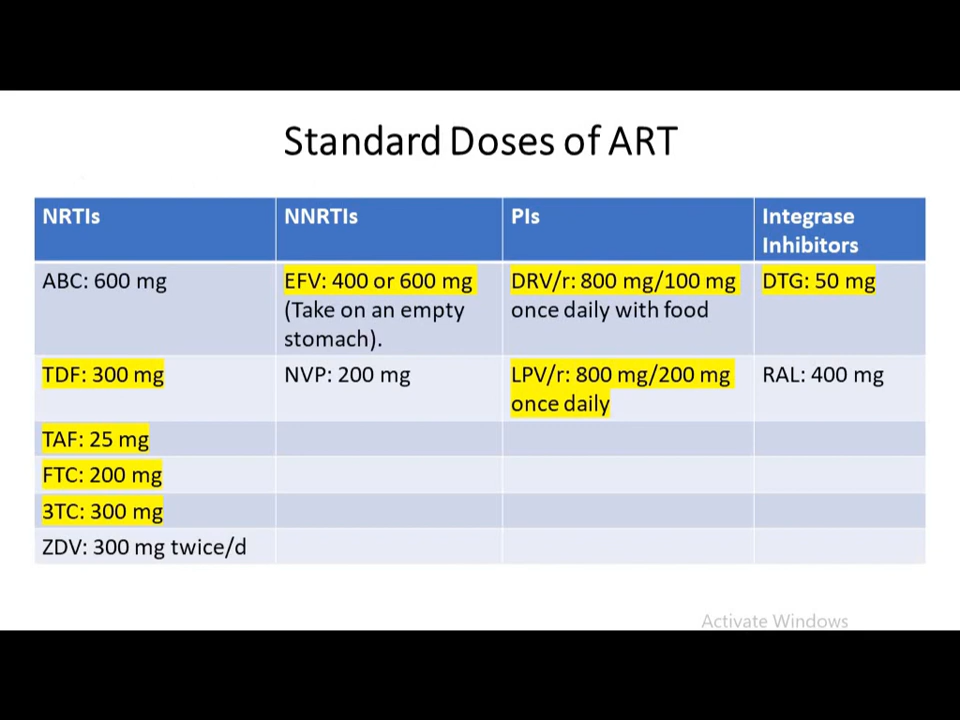 Standard Doses of ART
NRTIs
NNRTIs
PIs
Integrase
Inhibitors
ABC: 600 mg
EFV: 400 or 600 mg
(Take on an empty
stomach).
DRV/r: 800 mg/100 mg
once daily with food
DTG: 50 mg
TDF: 300 mg
NVP: 200 mg
LPV/r: 800 mg/200 mg
once daily
RAL: 400 mg
TAF: 25 mg
FTC: 200 mg
3TC: 300 mg
ZDV: 300 mg twice/d
Activate Windows